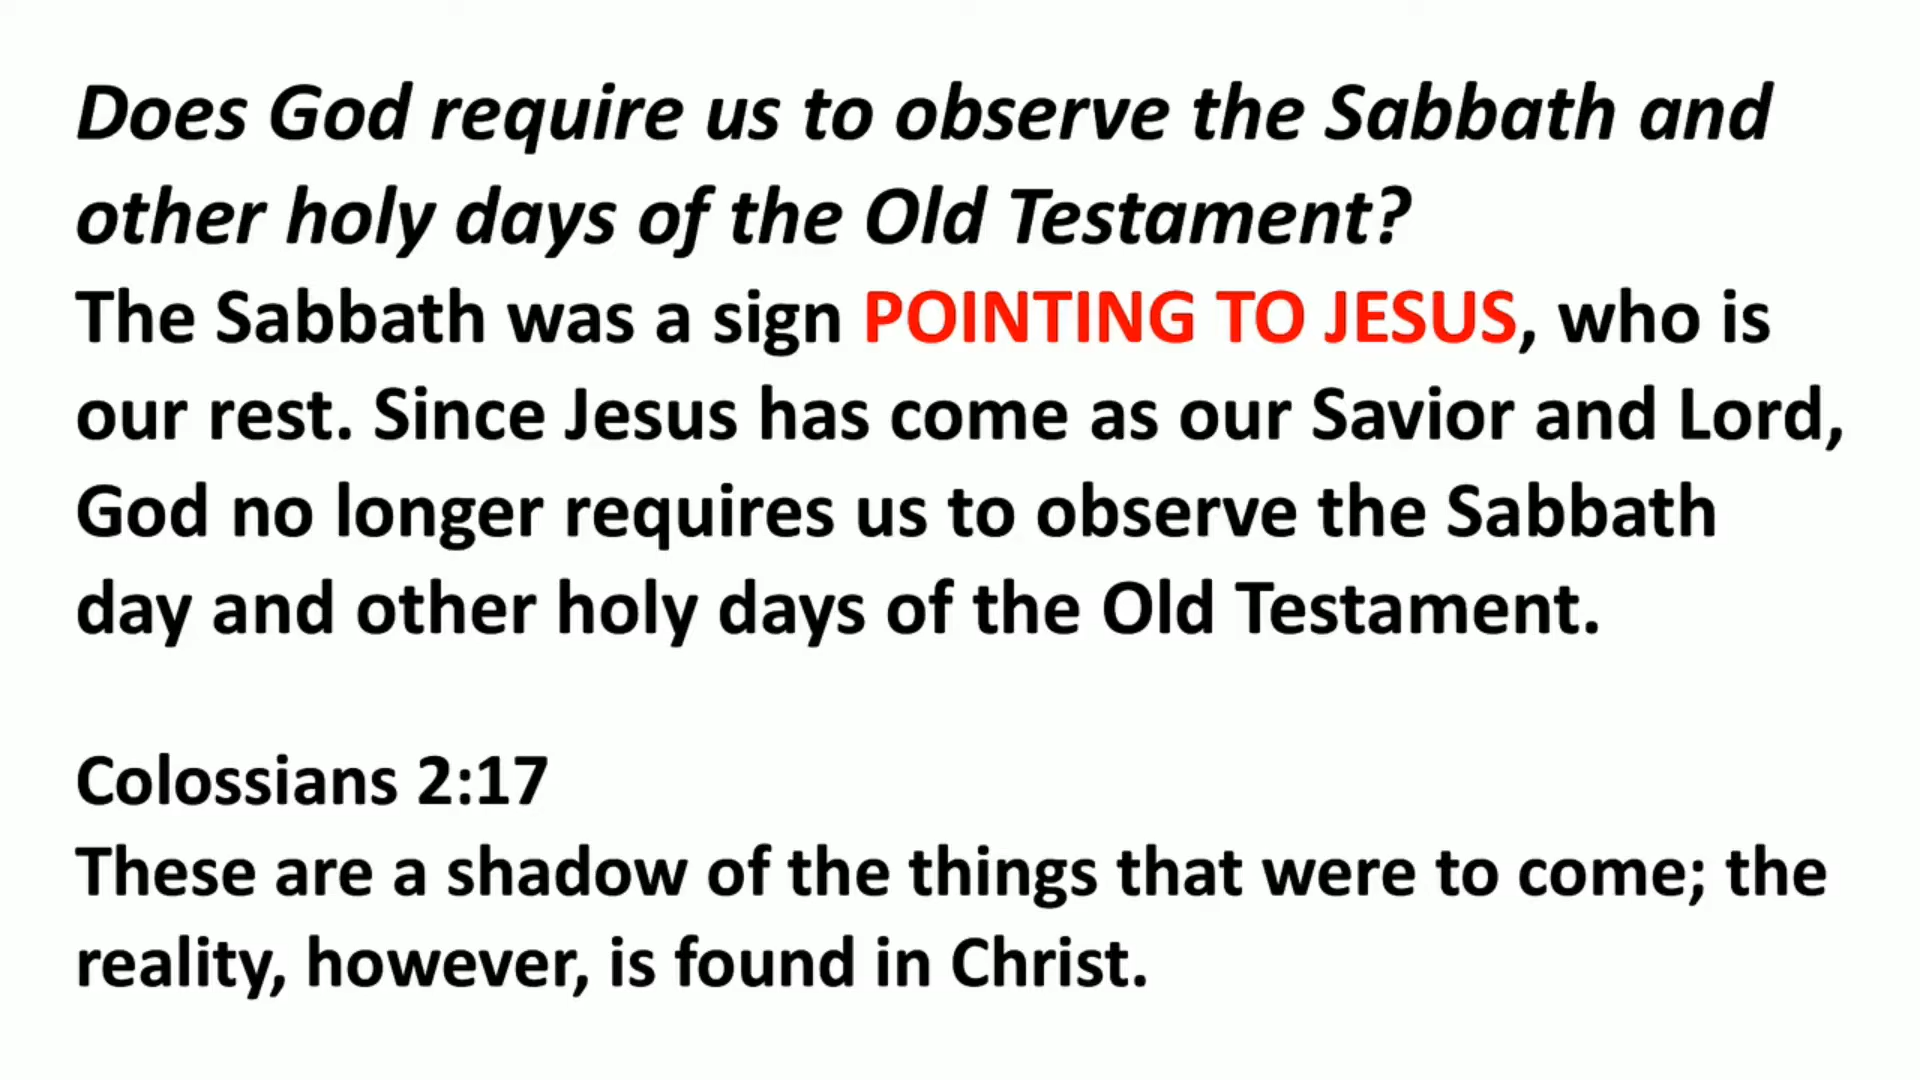 Does God require us to observe the Sabbath and
other holy days of the Old Testament?
The Sabbath was a sign POINTING TO JESUS, who is
our rest. Since Jesus has come as our Savior and Lord,
God no longer requires us to observe the Sabbath
day and other holy days of the Old Testament.
Colossians 2:17
These are a shadow of the things that were to come; the
reality, however, is found in Christ.